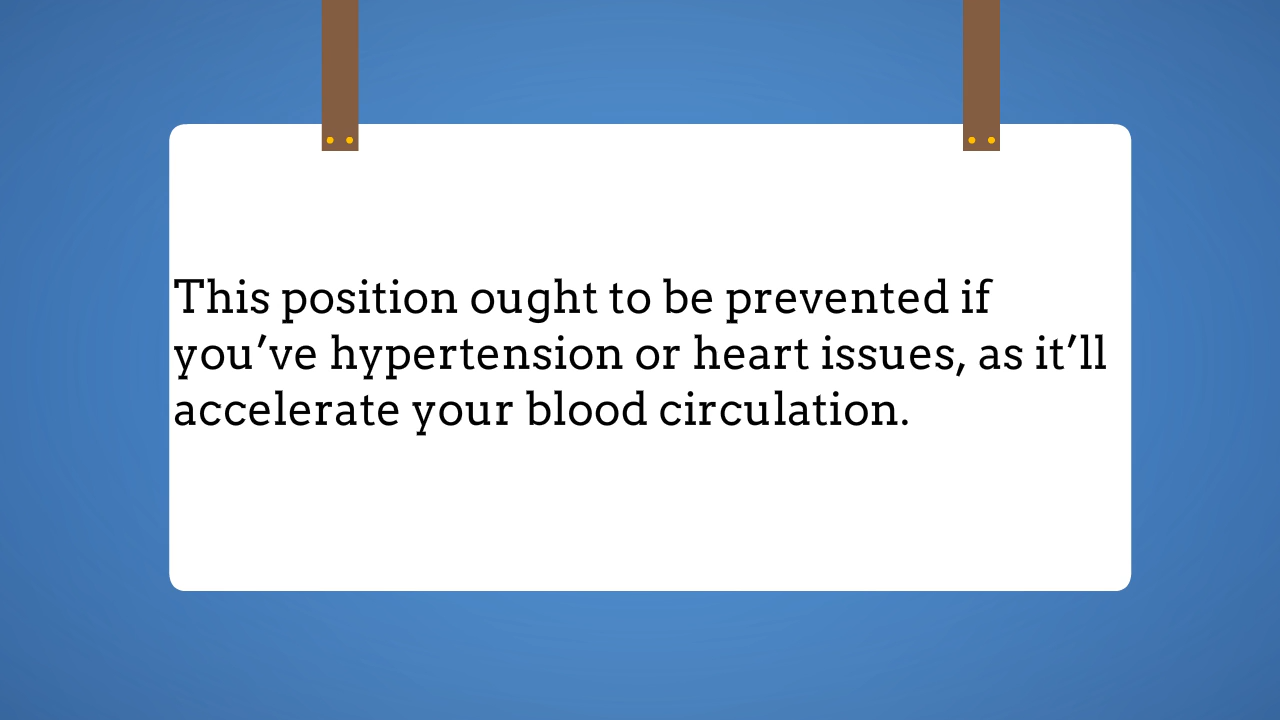 This position ought to be prevented if
you’ve hypertension or heart issues, as it’ll
accelerate your blood circulation.